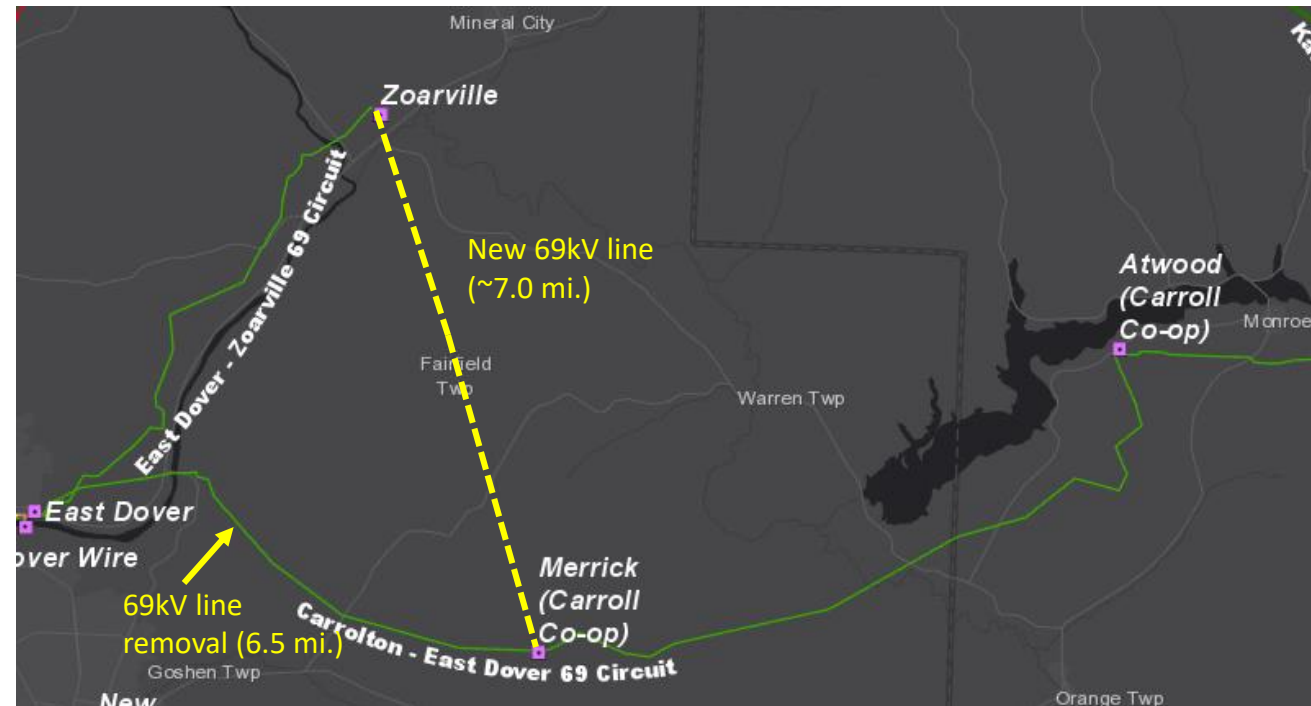 Mineral City
Zoarville
East Dover - Zoarville 69 Circuit
New 69kV line
(~7.0 mi.)
Atwood
(Carroll
Co-op)
Monroe
Fairfield
Twp
Warren Twp
East Dover
over Wire
69kV line
removal (6.5 mi.)
Merrick
(Carroll
Co-op)
Carrolton - East Dover 69 Circuit
Goshen Twp
New
Orange Twp